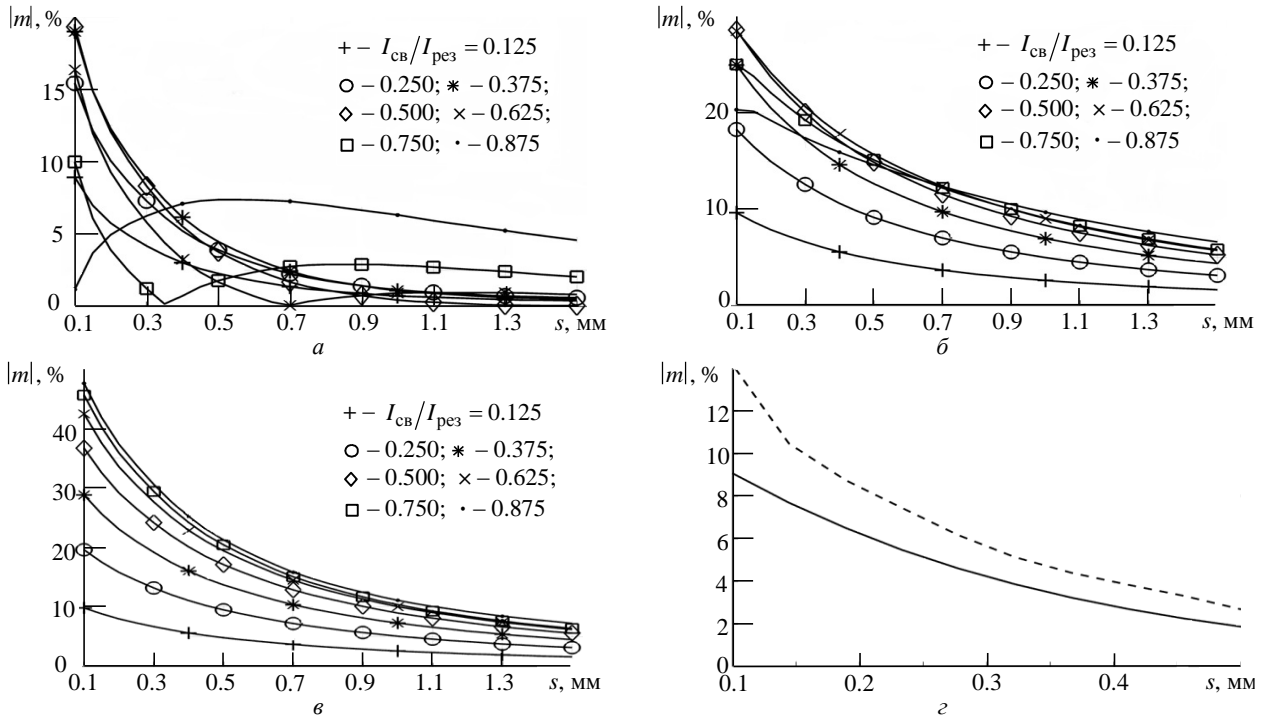 |m|, %
+ – Iсв/Iрез = 0.125
– 0.250; – 0.375;
– 0.500; × – 0.625;
– 0.750; · – 0.875
15
10
5
0
0.1 0.3 0.5 0.7 0.9 1.1 1.3 s, мм
а
|m|, %
+ – Iсв/Iрез = 0.125
– 0.250; – 0.375;
– 0.500; × – 0.625;
– 0.750; · – 0.875
20
10
0
0.1 0.3 0.5 0.7 0.9 1.1 1.3 s, мм
б
|m|, %
+ – Iсв/Iрез = 0.125
– 0.250; – 0.375;
– 0.500; × – 0.625;
– 0.750; · – 0.875
40
30
20
10
0
0.1 0.3 0.5 0.7 0.9 1.1 1.3 s, мм
в
|m|, %
12
10
8
6
4
2
0
0.1 0.2 0.3 0.4 s, мм
г